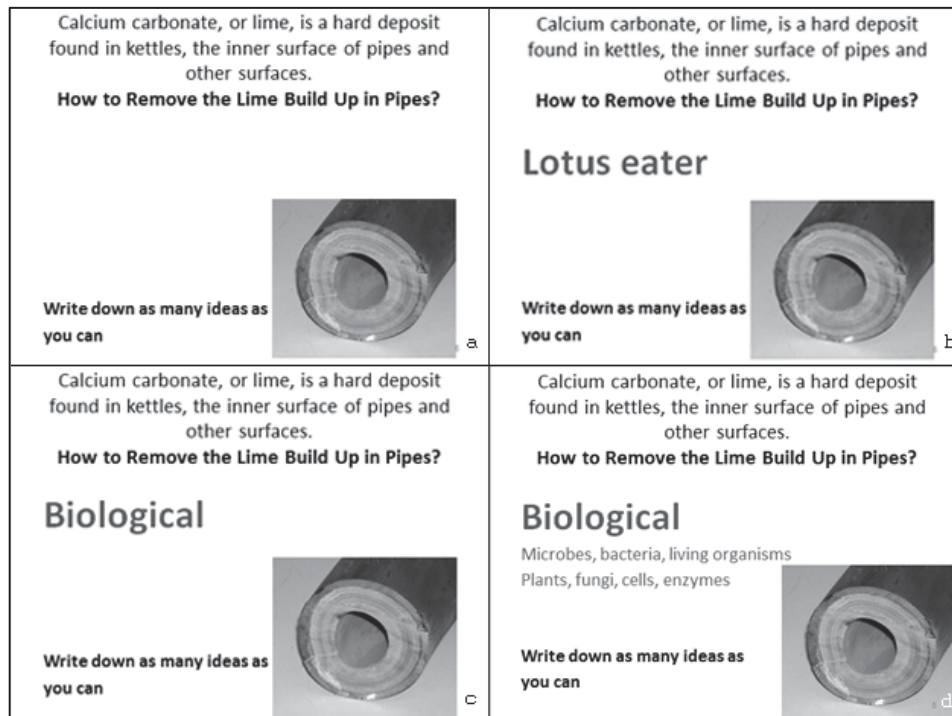 Calcium carbonate, or lime, is a hard deposit
found in kettles, the inner surface of pipes and
other surfaces.
How to Remove the Lime Build Up in Pipes?
Write down as many ideas as
you can
a
Calcium carbonate, or lime, is a hard deposit
found in kettles, the inner surface of pipes and
other surfaces.
How to Remove the Lime Build Up in Pipes?
Lotus eater
Write down as many ideas as
you can
b
Calcium carbonate, or lime, is a hard deposit
found in kettles, the inner surface of pipes and
other surfaces.
How to Remove the Lime Build Up in Pipes?
Biological
Write down as many ideas as
you can
c
Calcium carbonate, or lime, is a hard deposit
found in kettles, the inner surface of pipes and
other surfaces.
How to Remove the Lime Build Up in Pipes?
Biological
Microbes, bacteria, living organisms
Plants, fungi, cells, enzymes
Write down as many ideas as
you can
d